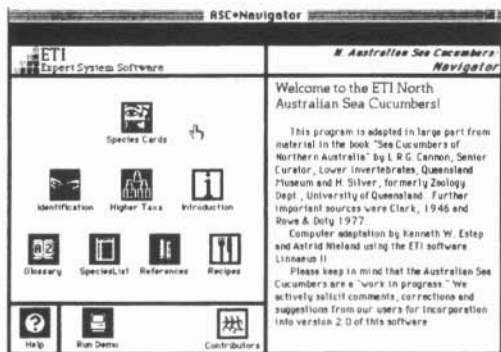 ASC•Navigator
ETI
Expert System Software
N. Australian Sea Cucumbers:
Navigator
Species Cards
Identification
Higher Taxa
Introduction
Glossary
SpeciesList
References
Recipes
Help
Run Demo
Contributors
Welcome to the ETI North
Australian Sea Cucumbers!
This program is adapted in large part from
material in the book "Sea Cucumbers of
Northern Australia" by L R G. Cannon, Senior
Curator, Lower Invertebrates, Queensland
Museum and H. Silver, formerly Zoology
Dept., University of Queensland. Further
important sources were Clark, 1946 and
Rowe & Doty 1977.
Computer adaptation by Kenneth W. Estep
and Astrid Nieland using the ETI software
Linnaeus II
Please keep in mind that the Australian Sea
Cucumbers are a "work in progress." We
actively solicit comments, corrections and
suggestions from our users for incorporation
into version 2.0 of this software